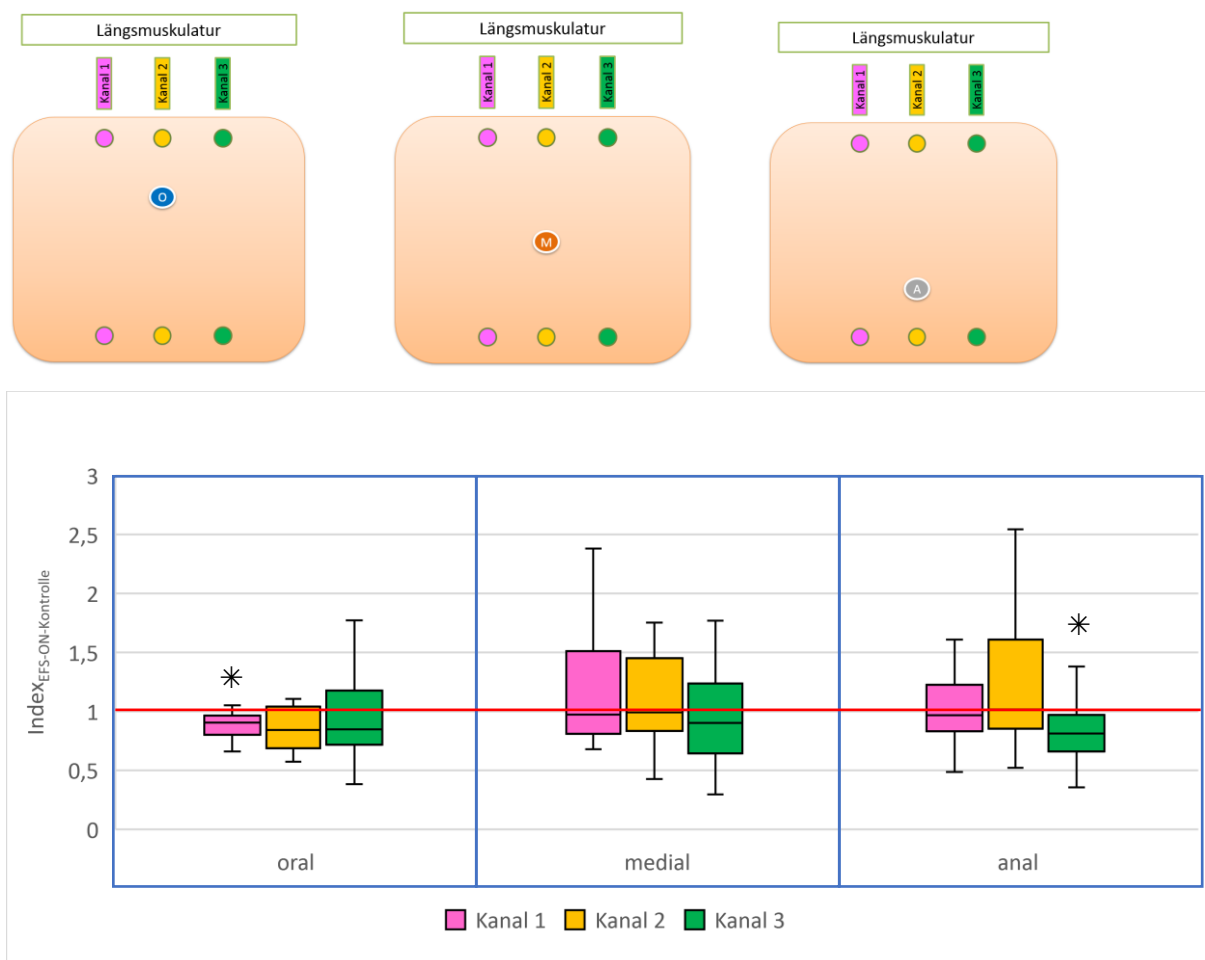 Längsmuskulatur
Kanal 1
Kanal 2
Kanal 3
O
Längsmuskulatur
Kanal 1
Kanal 2
Kanal 3
M
Längsmuskulatur
Kanal 1
Kanal 2
Kanal 3
A
Index EFS-ON-Kontrolle
3
2,5
2
1,5
1
0,5
0
oral medial anal
Kanal 1 Kanal 2 Kanal 3